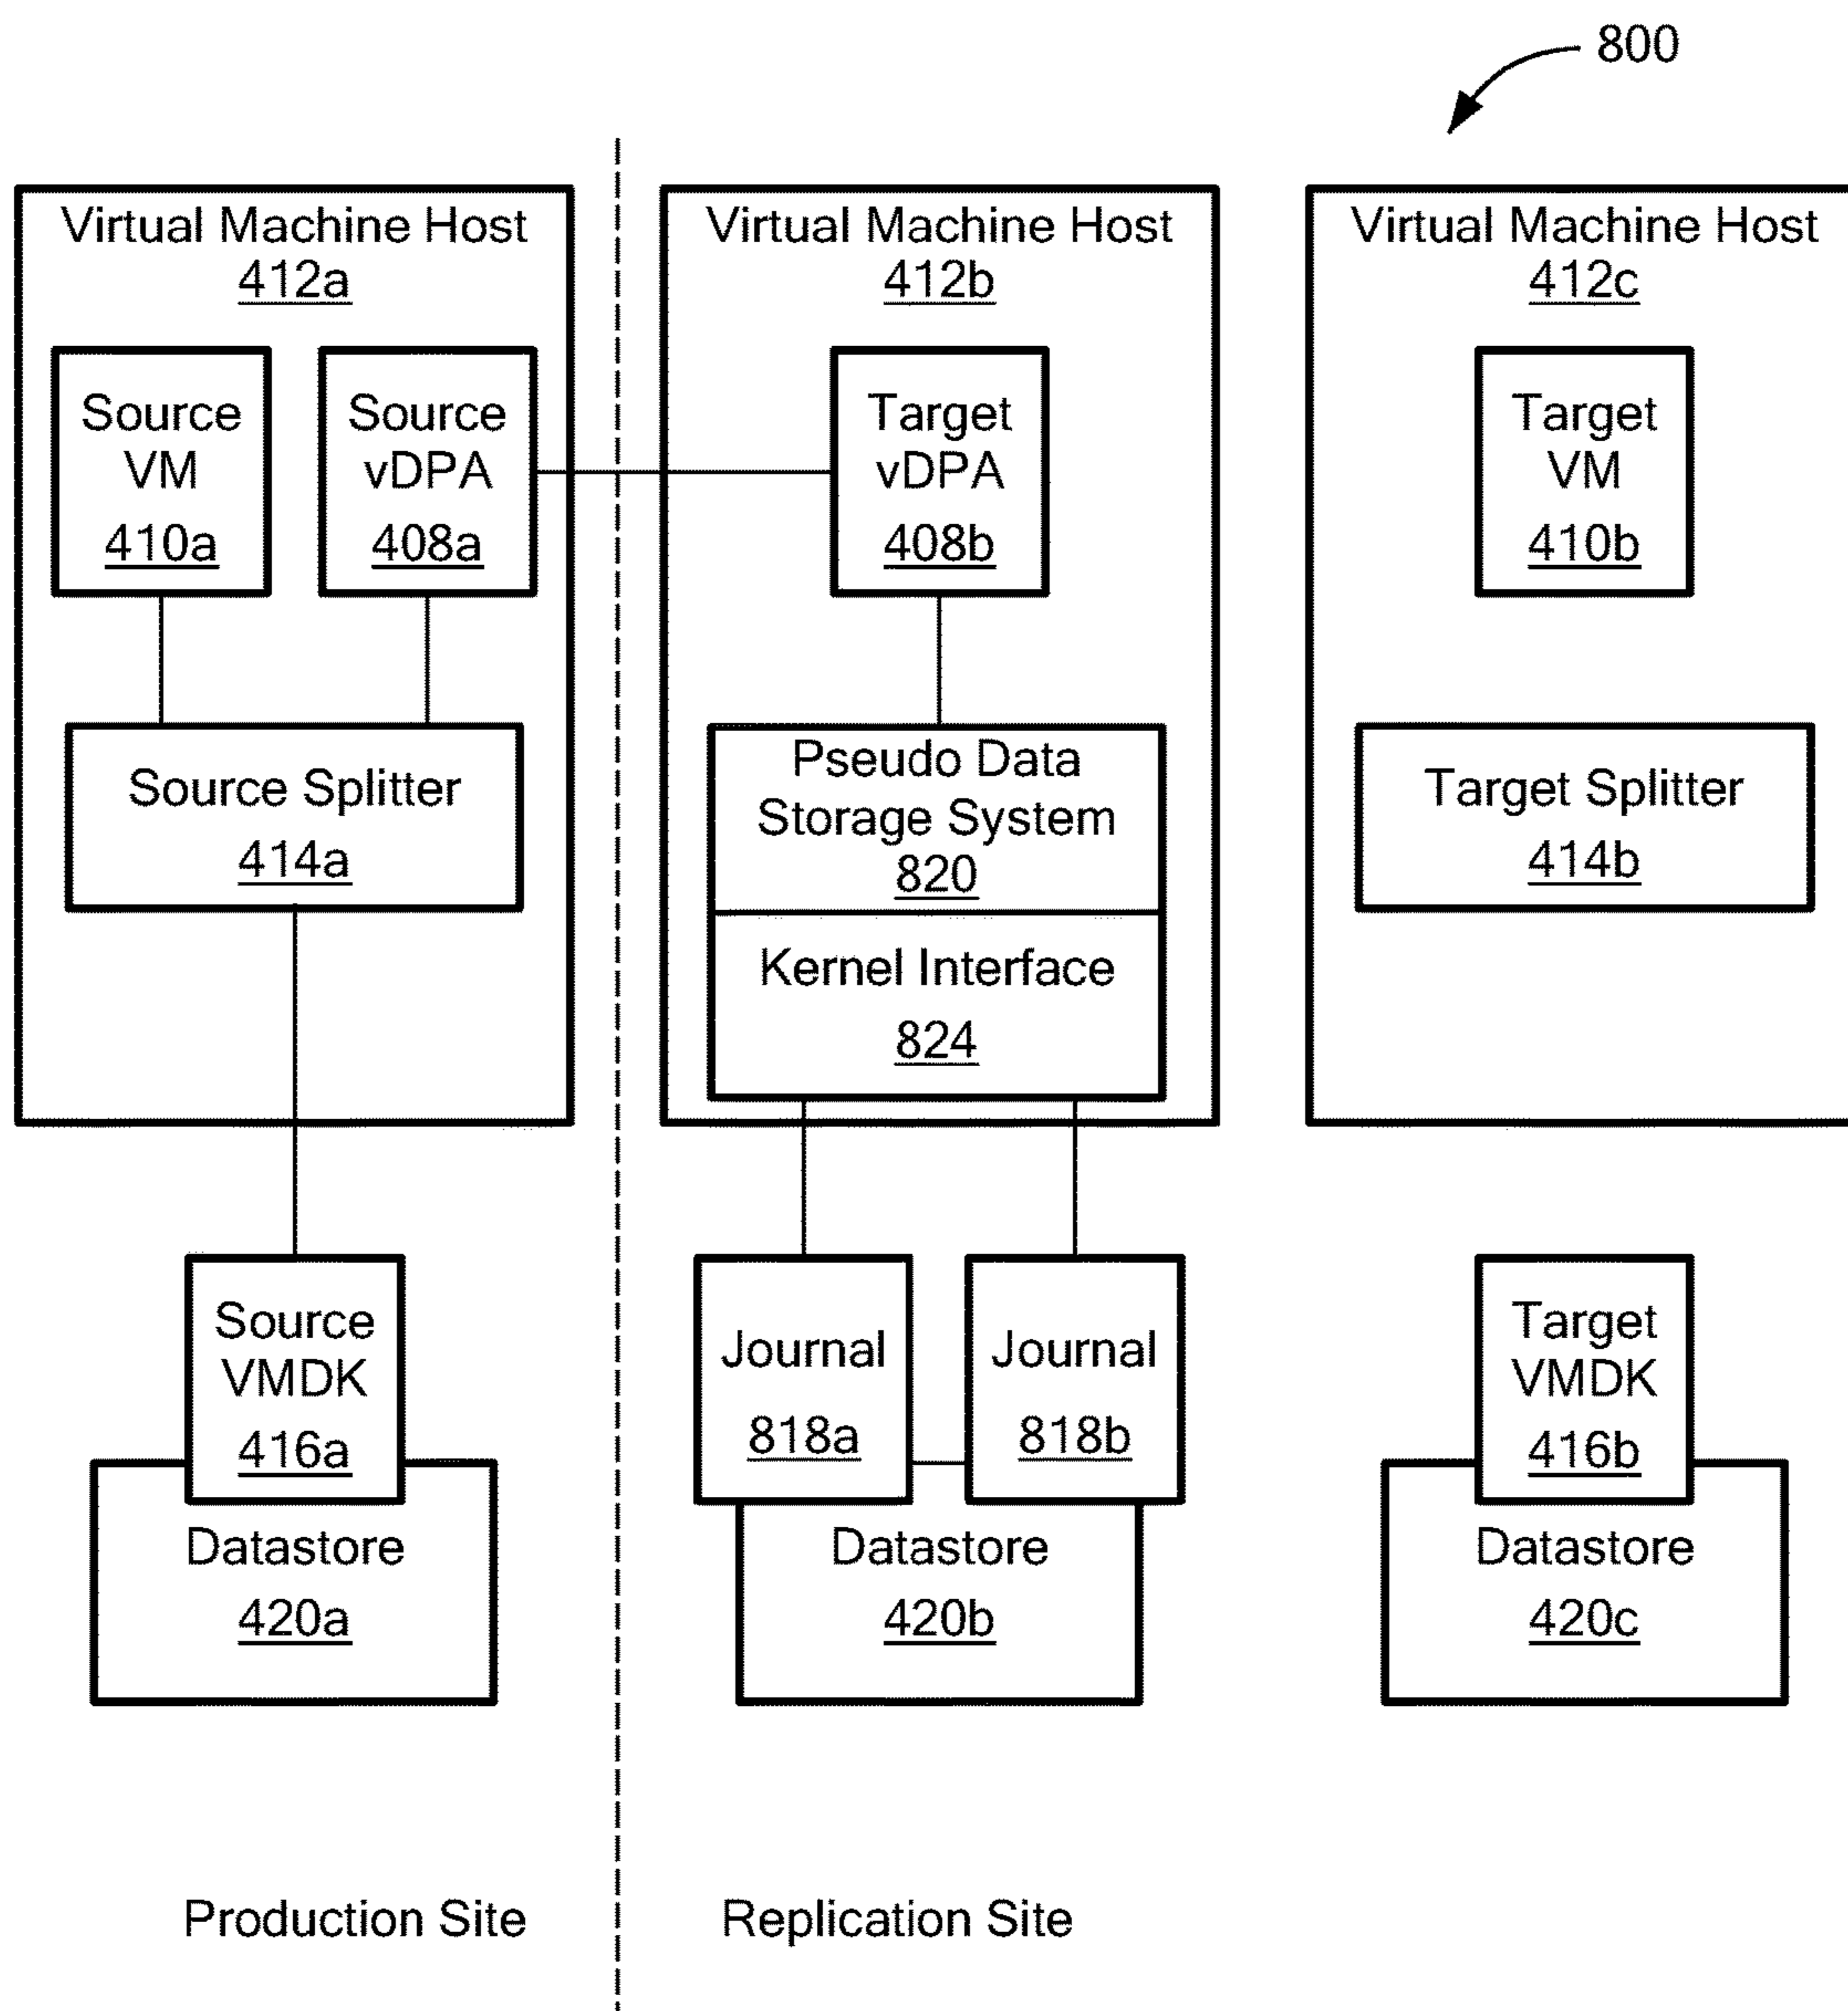 800
Virtual Machine Host
412a
Source
VM
410a
Source
vDPA
408a
Source Splitter
414a
Source
VMDK
416a
Datastore
420a
Production Site
Virtual Machine Host
412b
Target
vDPA
408b
Pseudo Data
Storage System
820
Kernel Interface
824
Journal
818a
Journal
818b
Datastore
420b
Replication Site
Virtual Machine Host
412c
Target
VM
410b
Target Splitter
414b
Target
VMDK
416b
Datastore
420c